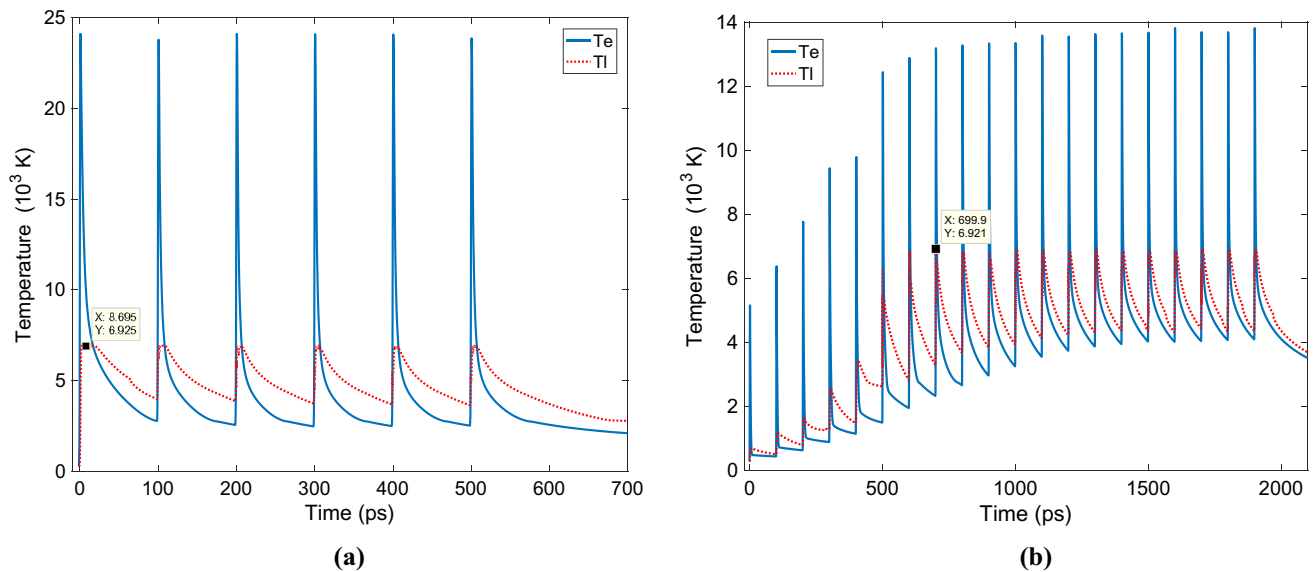 25
20
15
10
5
0
Temperature (10³ K)
Te
Tl
X: 8.695
Y: 6.925
0 100 200 300 400 500 600 700
Time (ps)
(a)
14
12
10
8
6
4
2
0
Temperature (10³ K)
Te
Tl
X: 699.9
Y: 6.921
0 500 1000 1500 2000
Time (ps)
(b)